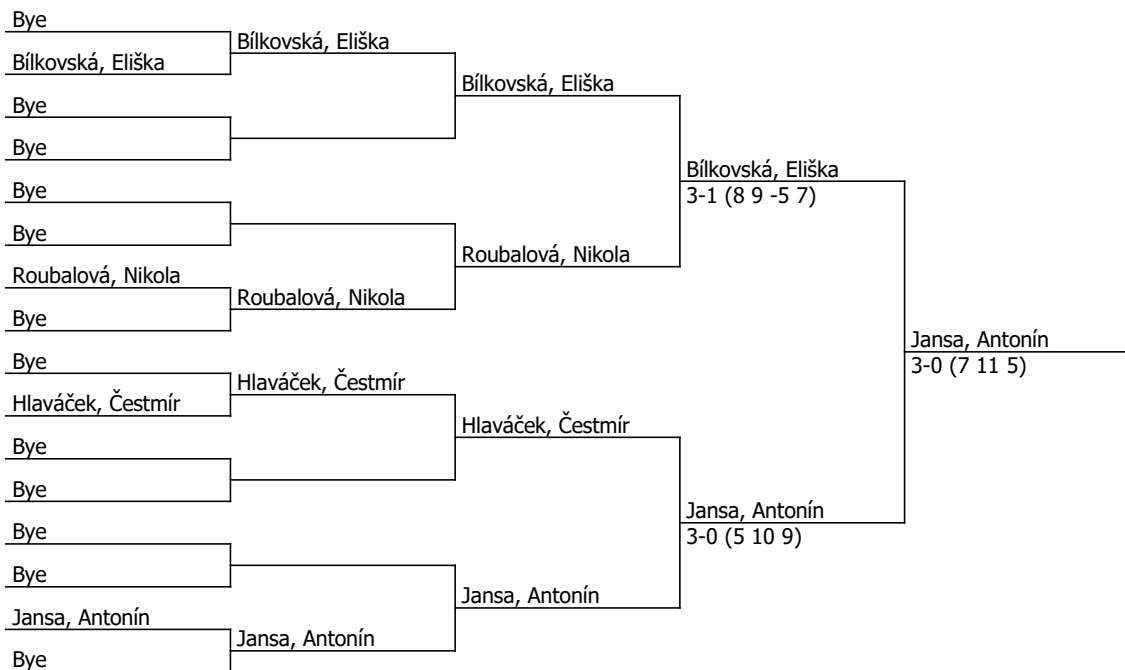 Bye
Bílkovská, Eliška
Bílkovská, Eliška
Bílkovská, Eliška
Bye
Bye
Bílkovská, Eliška
Bye
3-1 (8 9 -5 7)
Bye
Roubalová, Nikola
Roubalová, Nikola
Roubalová, Nikola
Bye
Jansa, Antonín
Bye
3-0 (7 11 5)
Hlaváček, Čestmír
Hlaváček, Čestmír
Hlaváček, Čestmír
Bye
Bye
Jansa, Antonín
Bye
3-0 (5 10 9)
Bye
Jansa, Antonín
Jansa, Antonín
Jansa, Antonín
Bye